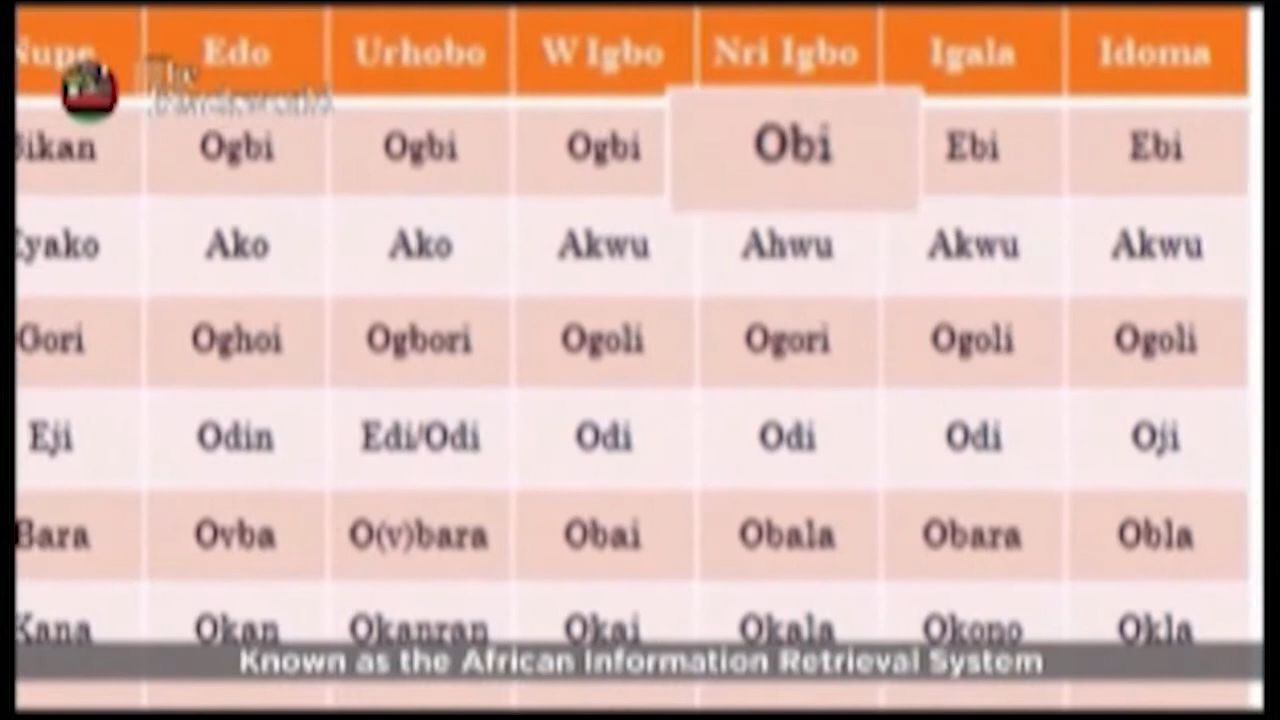 Edo Urhobo W Igbo Nri Igbo Igala Idoma
Ogbi Ogbi Ogbi Obi Ebi Ebi
Ako Ako Akwu Ahwu Akwu Akwu
Gori Oghoi Ogbori Ogoli Ogori Ogoli Ogoli
Eji Odin Edi/Odi Odi Odi Odi Oji
Bara Ovba O(v)bara Obai Obala Obara Obla
Kana Okan Okanran Okai Okala Okono Okla
Known as the African Information Retrieval System